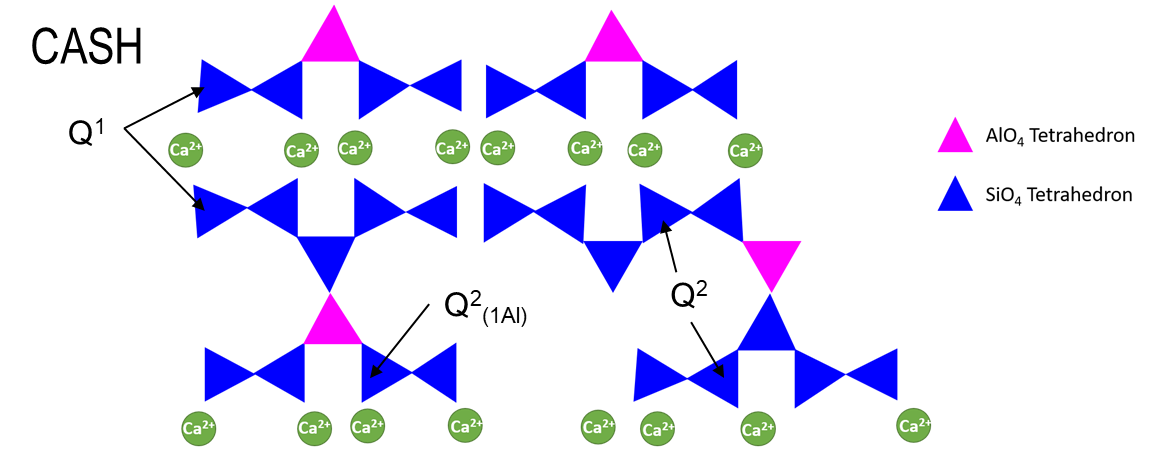 CASH
Q¹
Ca²⁺ Ca²⁺ Ca²⁺ Ca²⁺ Ca²⁺ Ca²⁺ Ca²⁺ Ca²⁺
AlO₄ Tetrahedron
SiO₄ Tetrahedron
Q²₍₁Al₎
Q²
Ca²⁺ Ca²⁺ Ca²⁺ Ca²⁺ Ca²⁺ Ca²⁺ Ca²⁺ Ca²⁺